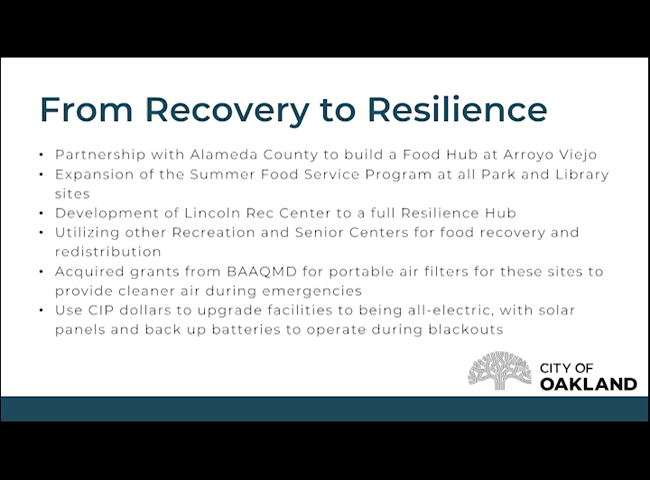 From Recovery to Resilience
• Partnership with Alameda County to build a Food Hub at Arroyo Viejo
• Expansion of the Summer Food Service Program at all Park and Library
sites
• Development of Lincoln Rec Center to a full Resilience Hub
• Utilizing other Recreation and Senior Centers for food recovery and
redistribution
• Acquired grants from BAAQMD for portable air filters for these sites to
provide cleaner air during emergencies
• Use CIP dollars to upgrade facilities to being all-electric, with solar
panels and back up batteries to operate during blackouts
CITY OF
OAKLAND